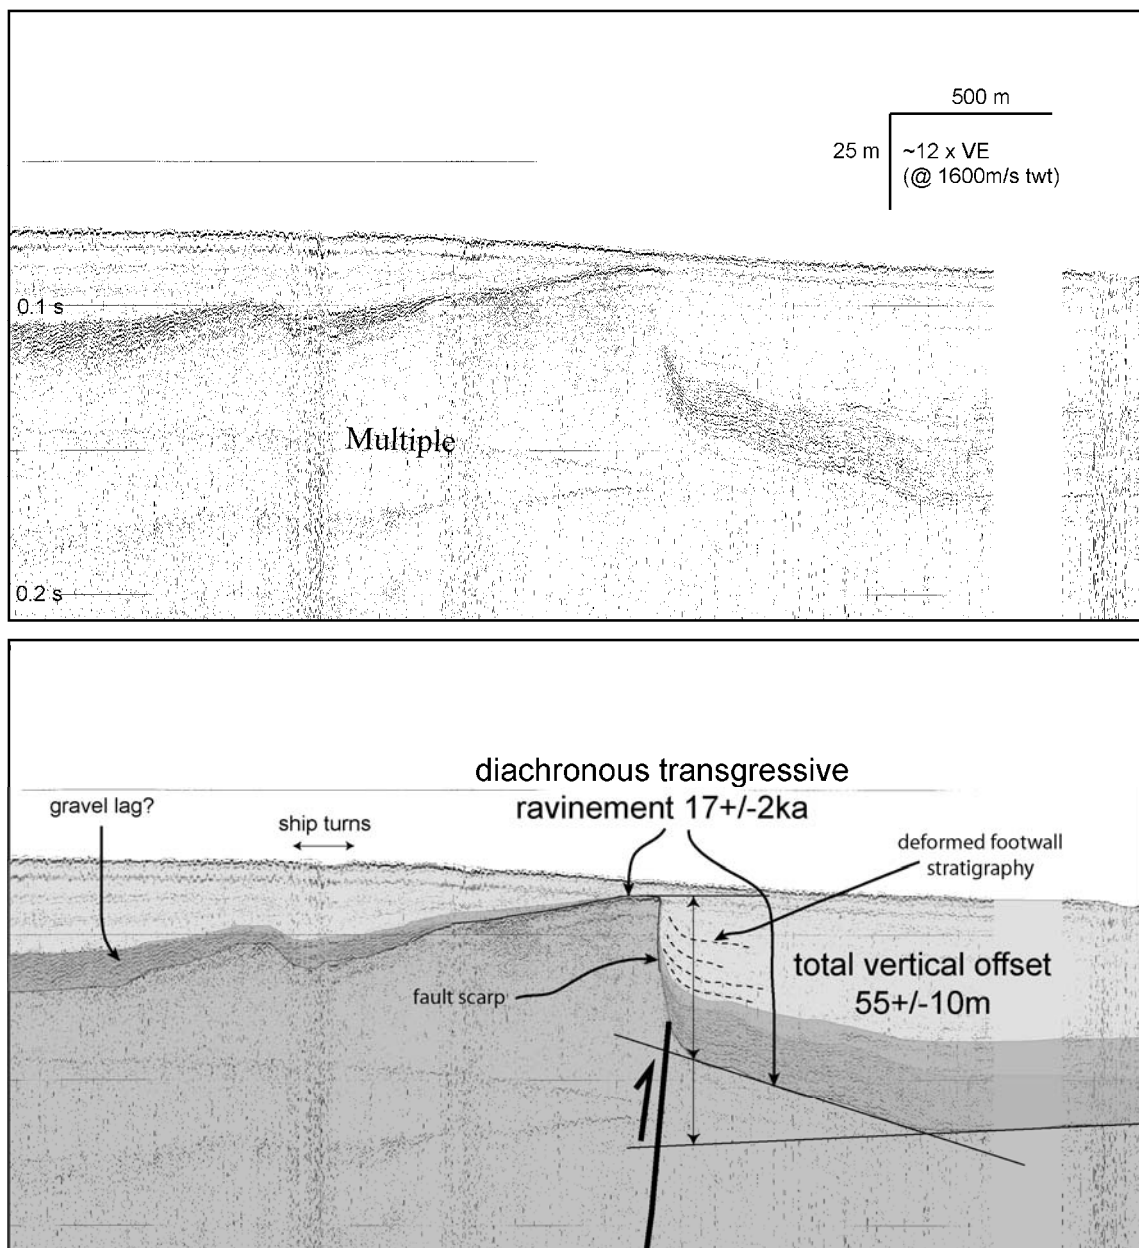 500 m
25 m
~12 x VE
(@ 1600m/s twt)
0.1 s
Multiple
0.2 s
diachronous transgressive
ravinement 17+/-2ka
gravel lag?
ship turns
deformed footwall
stratigraphy
total vertical offset
55+/-10m
fault scarp